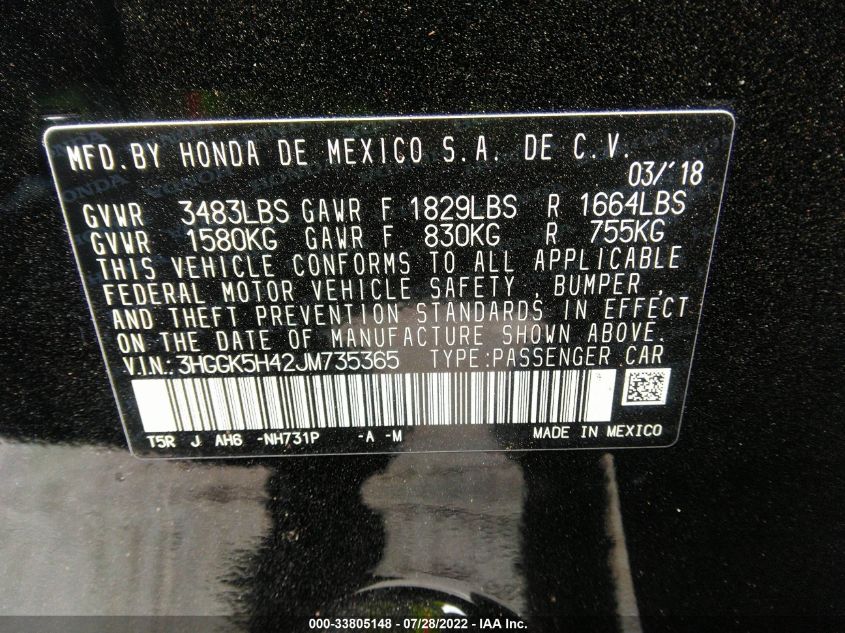 MFD.BY HONDA DE MEXICO S.A. DE C.V.
03/'18
GVWR 3483LBS GAWR F 1829LBS R 1664LBS
GVWR 1580KG GAWR F 830KG R 755KG
THIS VEHICLE CONFORMS TO ALL APPLICABLE
FEDERAL MOTOR VEHICLE SAFETY , BUMPER ,
AND THEFT PREVENTION STANDARDS IN EFFECT
ON THE DATE OF MANUFACTURE SHOWN ABOVE.
V.I.N.:3HGGK5H42JM735365 TYPE:PASSENGER CAR
T5R J AH6 -NH731P -A -M MADE IN MEXICO
000-33805148 - 07/28/2022 - IAA Inc.